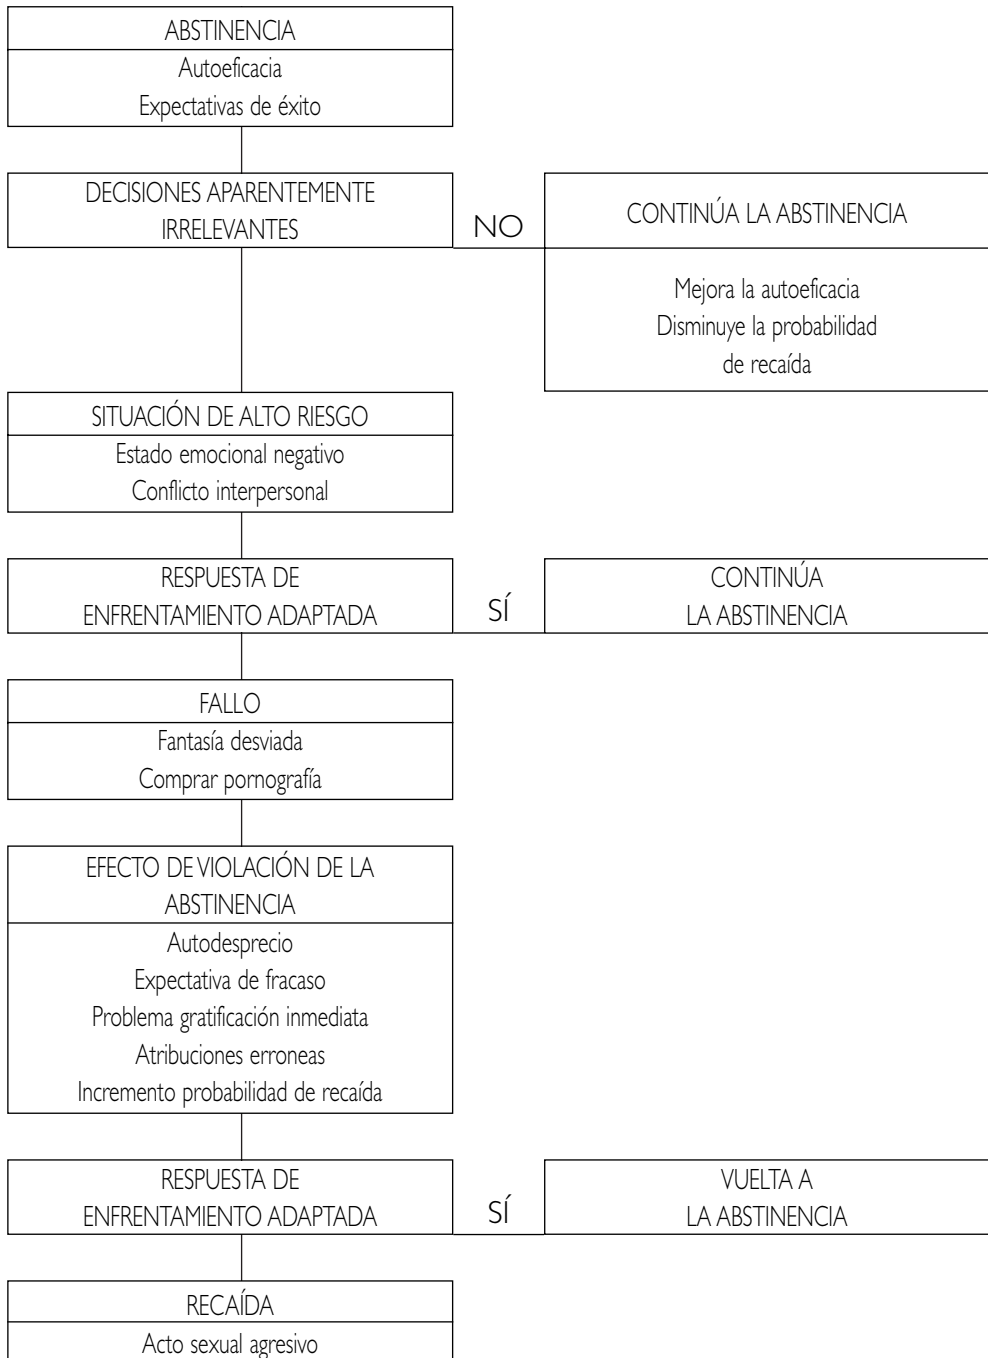 ABSTINENCIA
Autoeficacia
Expectativas de éxito
DECISIONES APARENTEMENTE
IRRELEVANTES
NO
CONTINÚA LA ABSTINENCIA
Mejora la autoeficacia
Disminuye la probabilidad
de recaída
SITUACIÓN DE ALTO RIESGO
Estado emocional negativo
Conflicto interpersonal
RESPUESTA DE
ENFRENTAMIENTO ADAPTADA
SÍ
CONTINÚA
LA ABSTINENCIA
FALLO
Fantasía desviada
Comprar pornografía
EFECTO DE VIOLACIÓN DE LA
ABSTINENCIA
Autodesprecio
Expectativa de fracaso
Problema gratificación inmediata
Atribuciones erroneas
Incremento probabilidad de recaída
RESPUESTA DE
ENFRENTAMIENTO ADAPTADA
SÍ
VUELTA A
LA ABSTINENCIA
RECAÍDA
Acto sexual agresivo